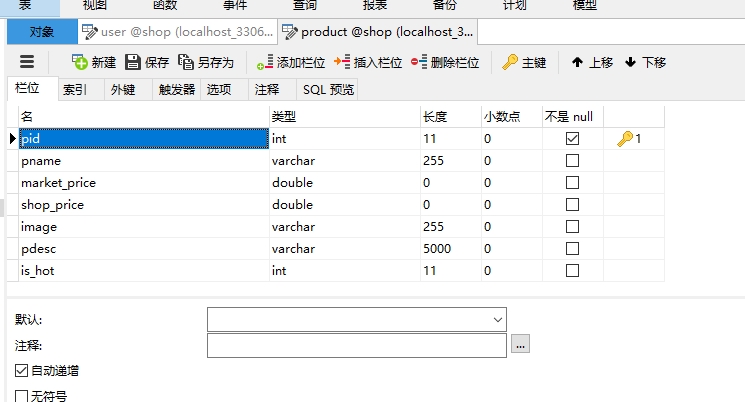 表 视图 函数 事件 查询 报表 备份 计划 模型
对象 user @shop (localhost_3306... product @shop (localhost_3...
新建 保存 另存为 添加栏位 插入栏位 删除栏位 主键 上移 下移
栏位 索引 外键 触发器 选项 注释 SQL 预览
名 类型 长度 小数点 不是 null
pid int 11 0 1
pname varchar 255 0
market_price double 0 0
shop_price double 0 0
image varchar 255 0
pdesc varchar 5000 0
is_hot int 11 0
默认:
注释:
...
自动递增
无符号